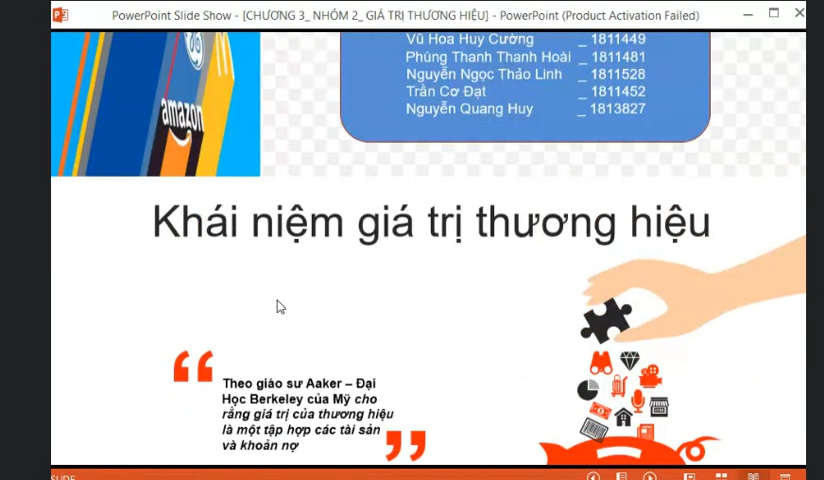 PowerPoint Slide Show - [CHƯƠNG 3_ NHÓM 2_ GIÁ TRỊ THƯƠNG HIỆU] - PowerPoint (Product Activation Failed)
Vũ Hoa Huy Cường _ 1811449
Phùng Thanh Thanh Hoài _ 1811481
Nguyễn Ngọc Thảo Linh _ 1811528
Trần Cơ Đạt _ 1811452
Nguyễn Quang Huy _ 1813827
amazon
Khái niệm giá trị thương hiệu
“
Theo giáo sư Aaker – Đại
Học Berkeley của Mỹ cho
rằng giá trị của thương hiệu
là một tập hợp các tài sản
và khoản nợ
”